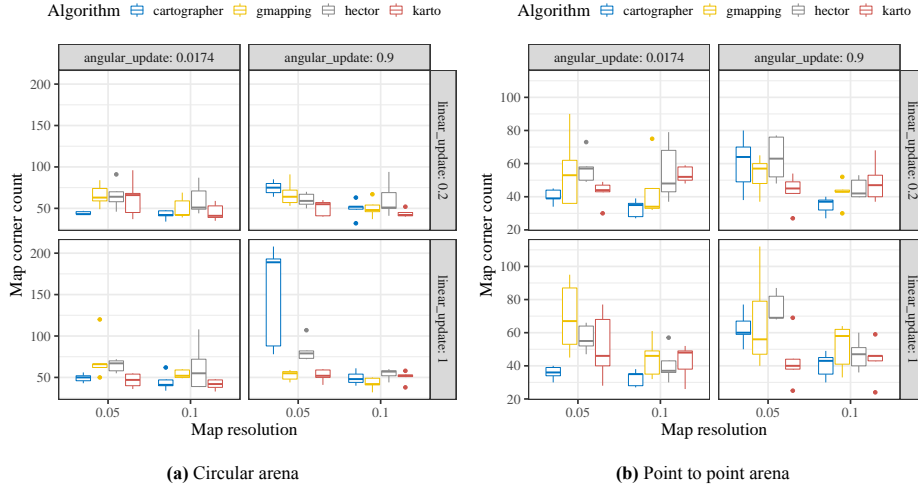 Algorithm cartographer gmapping hector karto
angular_update: 0.0174 angular_update: 0.9
200
150
100
50
linear_update: 0.2
200
150
100
50
linear_update: 1
Map corner count
0.05 0.1 0.05 0.1
Map resolution
(a) Circular arena
Algorithm cartographer gmapping hector karto
angular_update: 0.0174 angular_update: 0.9
100
80
60
40
20
linear_update: 0.2
100
80
60
40
20
linear_update: 1
Map corner count
0.05 0.1 0.05 0.1
Map resolution
(b) Point to point arena